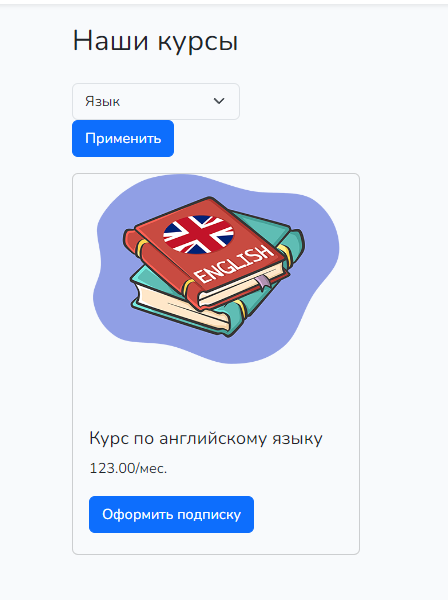 Наши курсы
Язык
Применить
ENGLISH
Курс по английскому языку
123.00/мес.
Оформить подписку